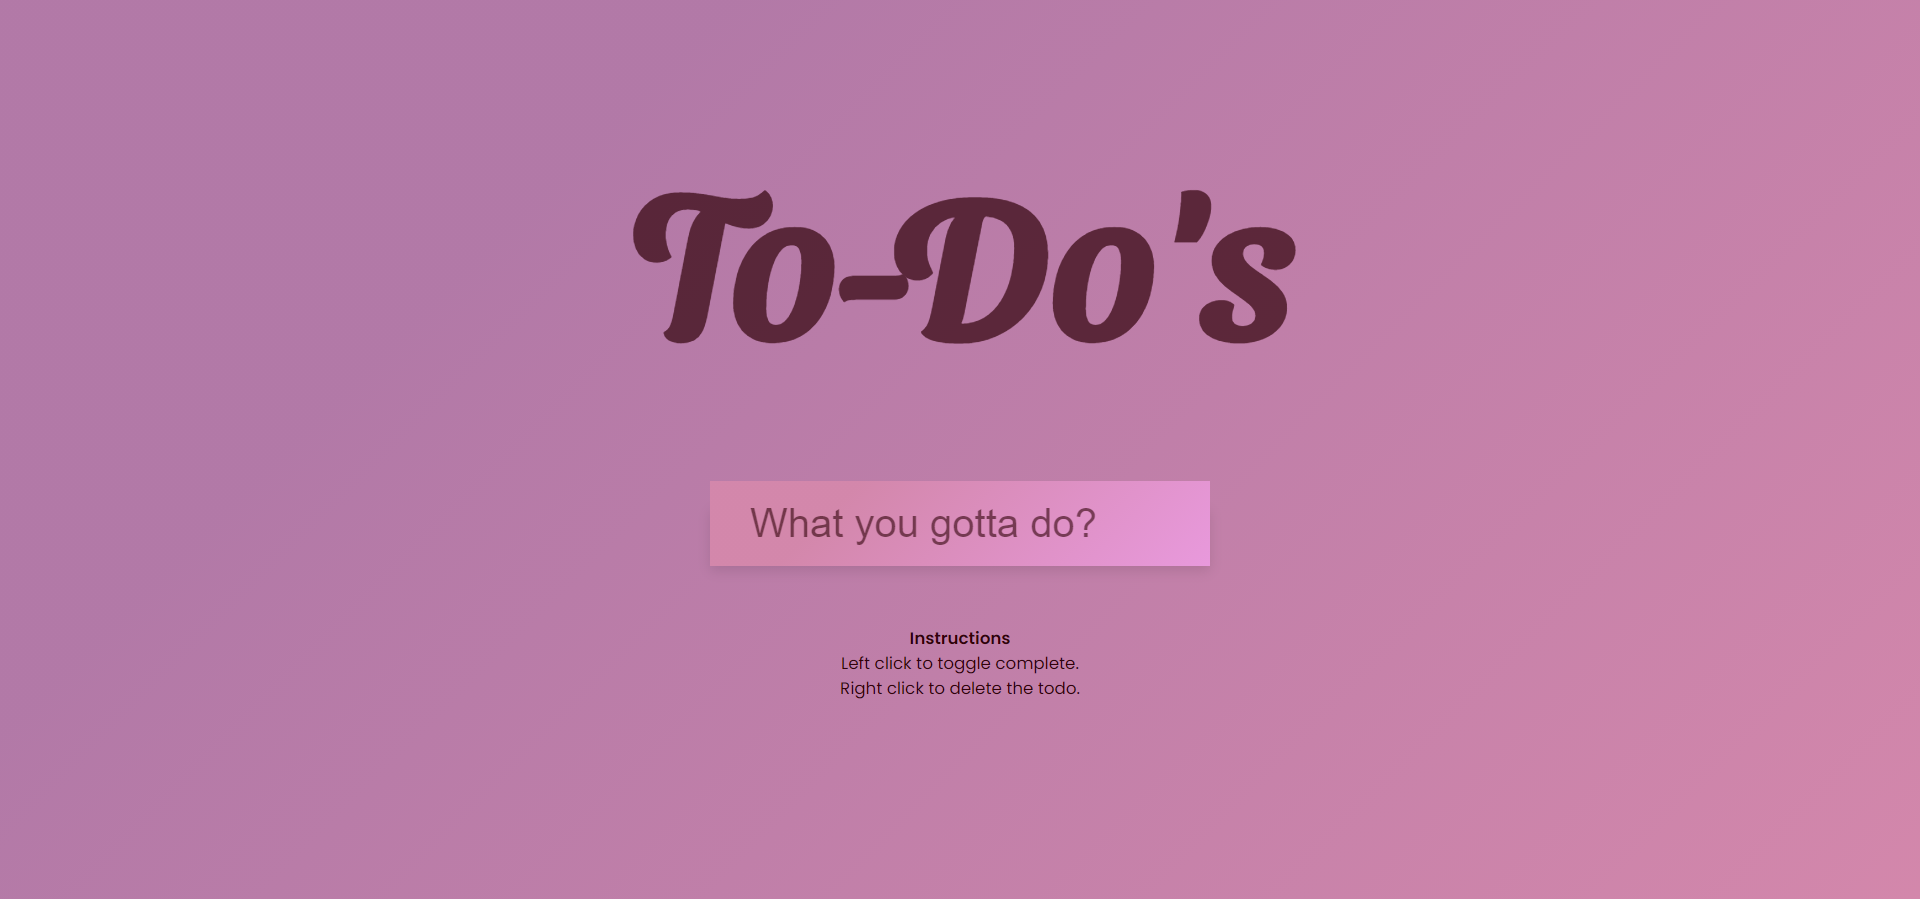 To-Do's
What you gotta do?
Instructions
Left click to toggle complete.
Right click to delete the todo.